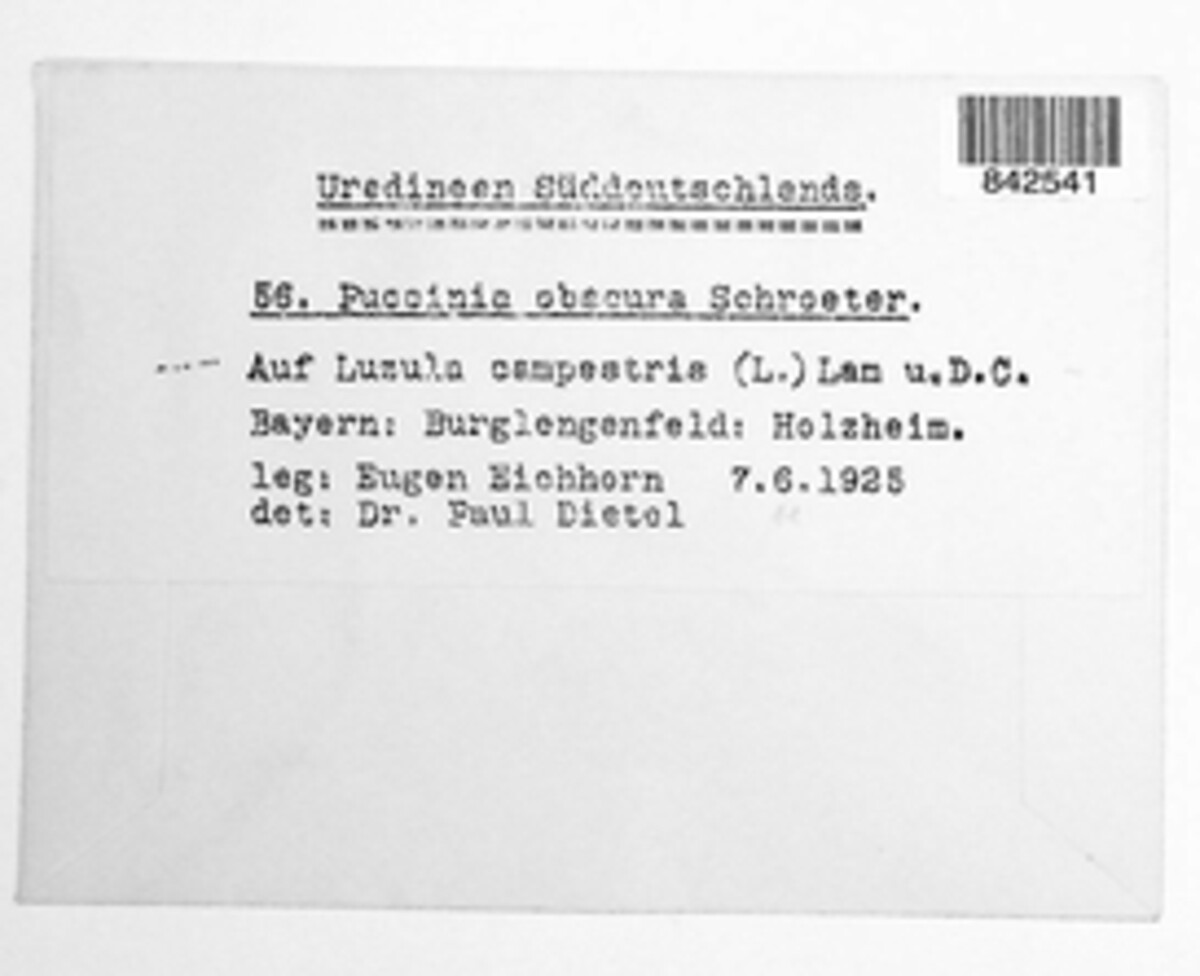 842541
Uredineen Süddeutschlands.
56. Puccinia obscura Schroeter.
Auf Luzula campestris (L.) Lam u. D.C.
Bayern: Burglengenfeld: Holzheim.
leg: Eugen Eichhorn 7.6.1925
det: Dr. Paul Dietel